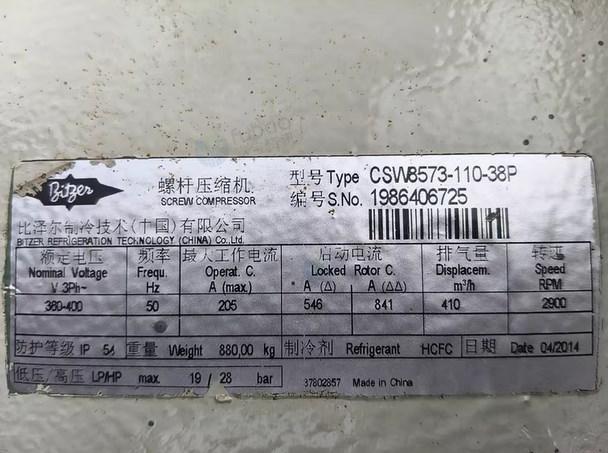 Bitzer
螺杆压缩机
SCREW COMPRESSOR
型号 Type CSW8573-110-38P
编号 S.No. 1986406725
比泽尔制冷技术(中国)有限公司
BITZER REFRIGERATION TECHNOLOGY (CHINA) Co. Ltd.
额定电压 频率 最大工作电流 启动电流 排气量 转速
Nominal Voltage Frequ. Operat. C. Locked Rotor C. Displacem. Speed
V 3Ph~ Hz A (max.) A (Δ) A (ΔΔ) m³/h RPM
360-400 50 205 546 841 410 2900
防护等级 IP 54 重量 Weight 880,00 kg 制冷剂 Refrigerant HCFC 日期 Date 04/2014
低压/高压 LP/HP max. 19 / 28 bar 37802857 Made in China